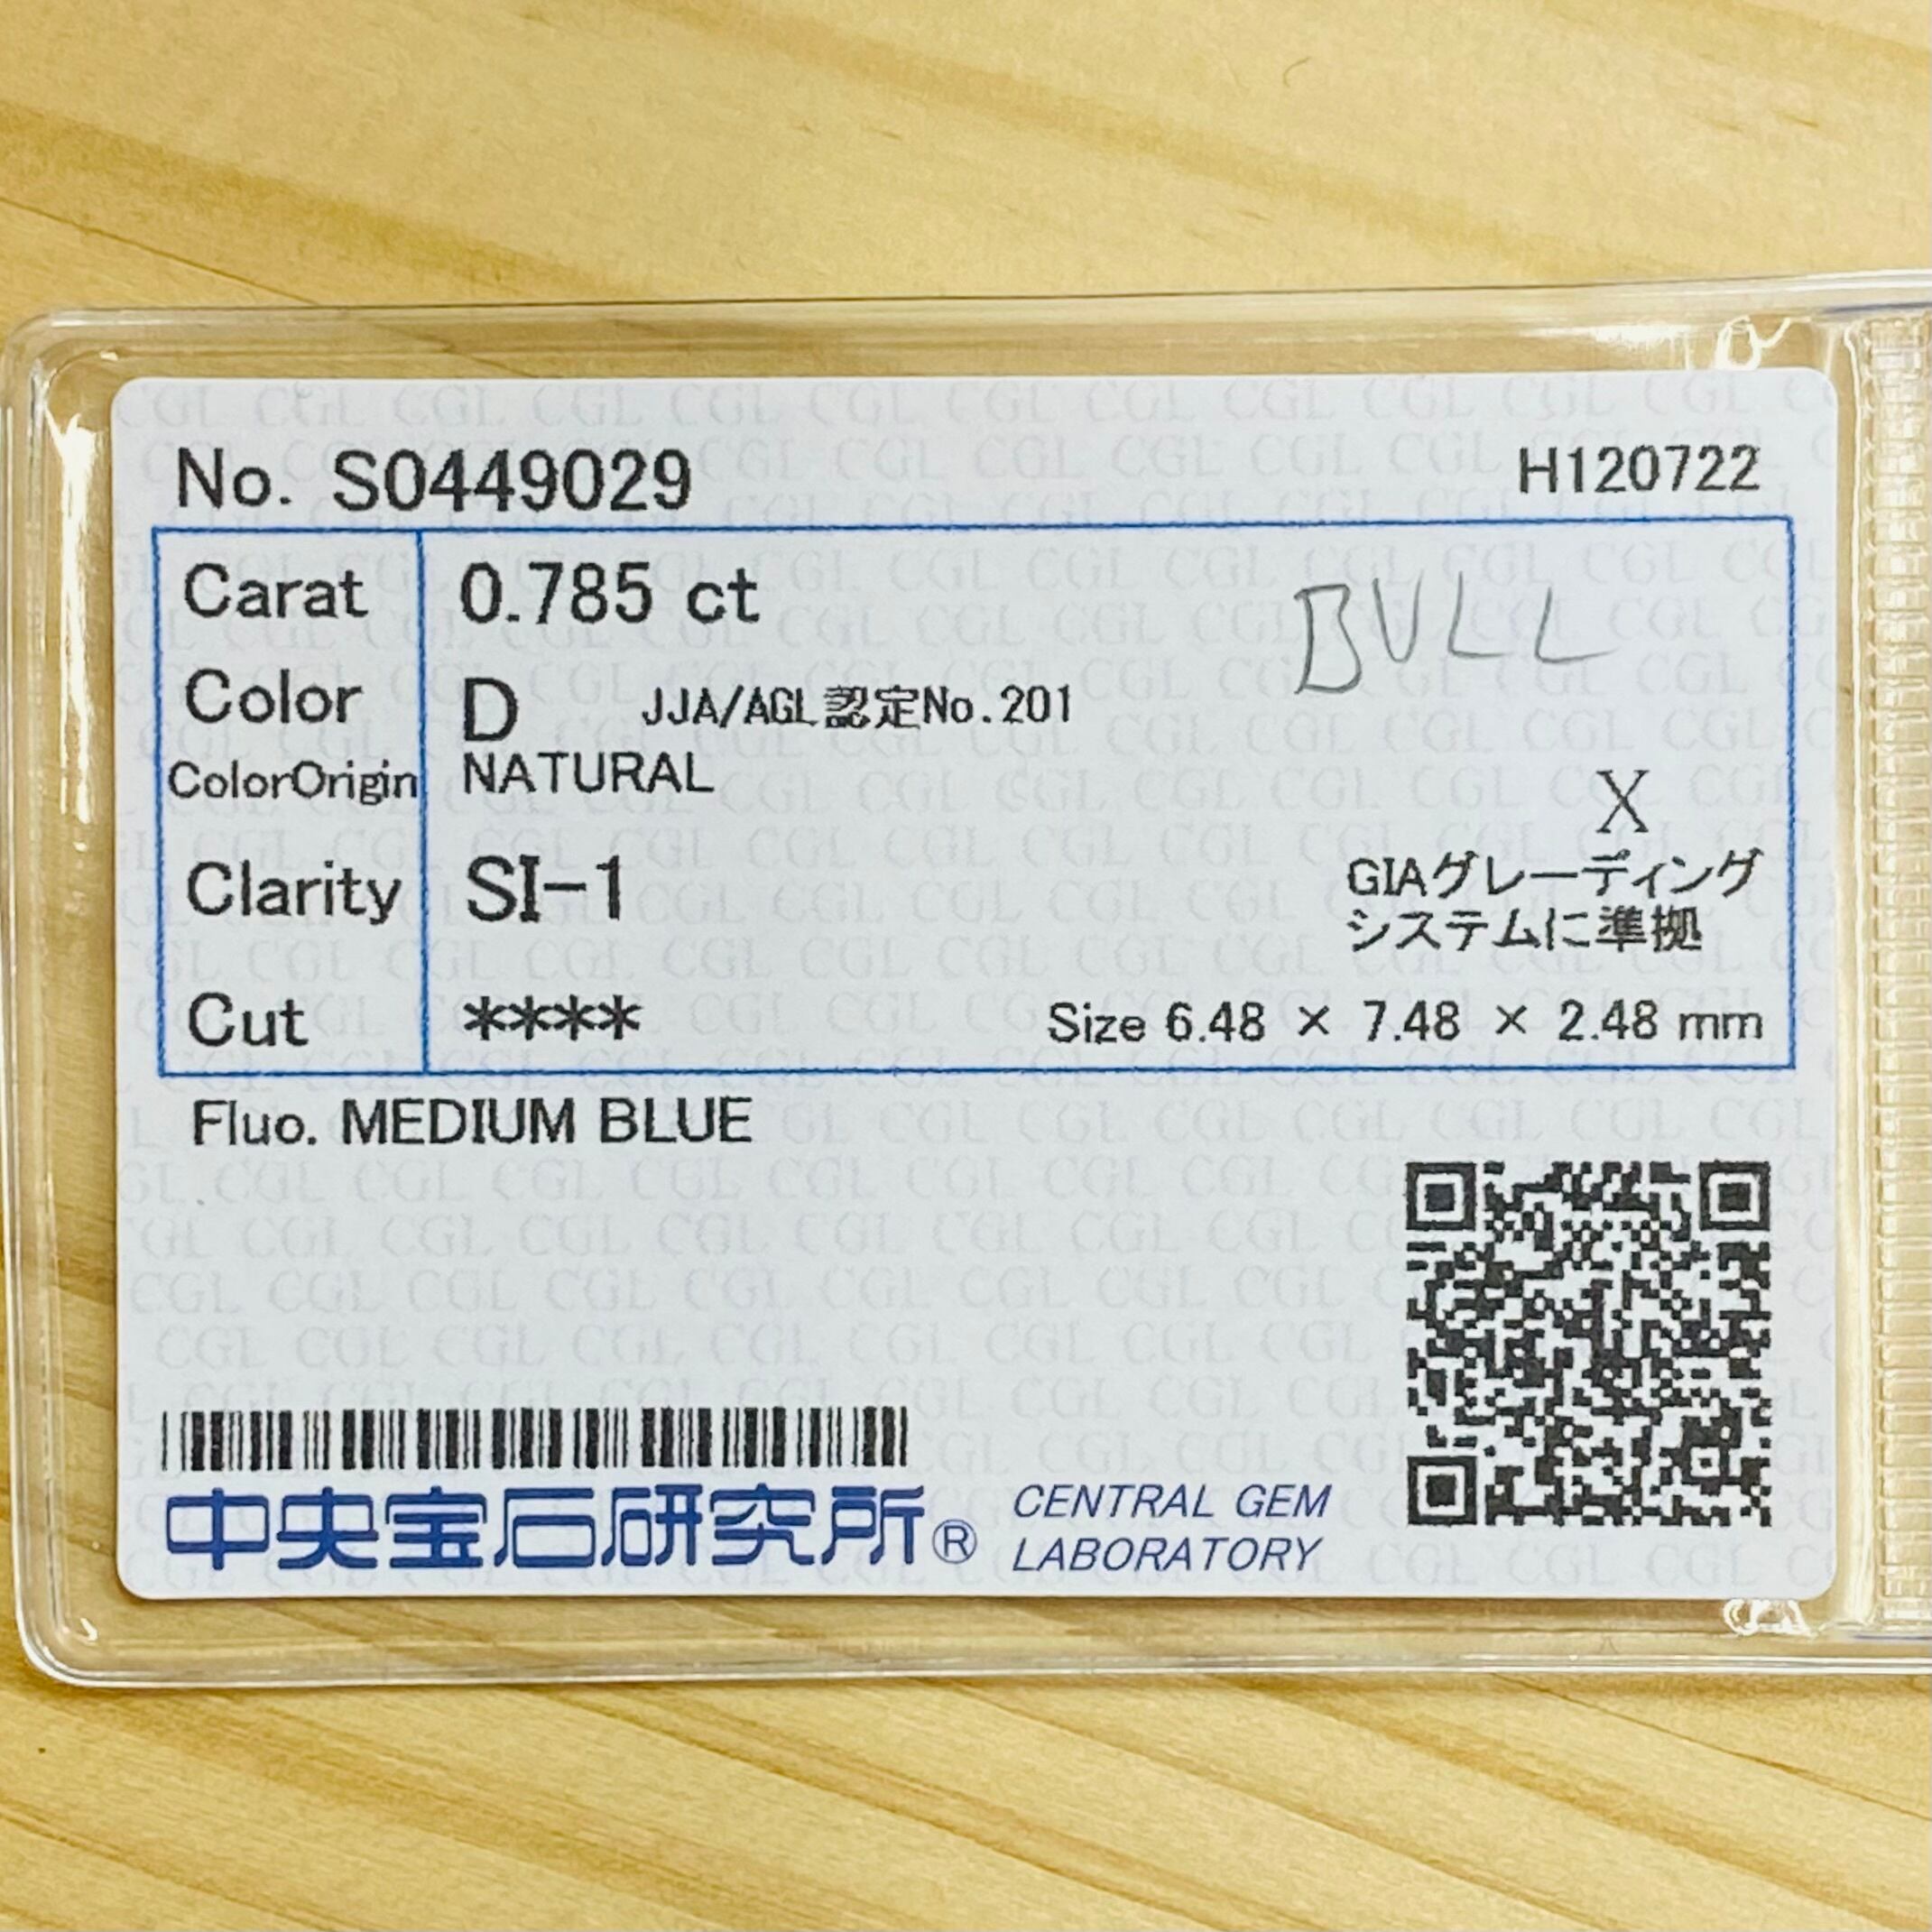 No. S0449029 H120722
Carat 0.785 ct BULL
Color D JJA/AGL認定No.201
ColorOrigin NATURAL
X
Clarity SI-1 GIAグレーディング
システムに準拠
Cut **** Size 6.48 × 7.48 × 2.48 mm
Fluo. MEDIUM BLUE
中央宝石研究所® CENTRAL GEM
LABORATORY